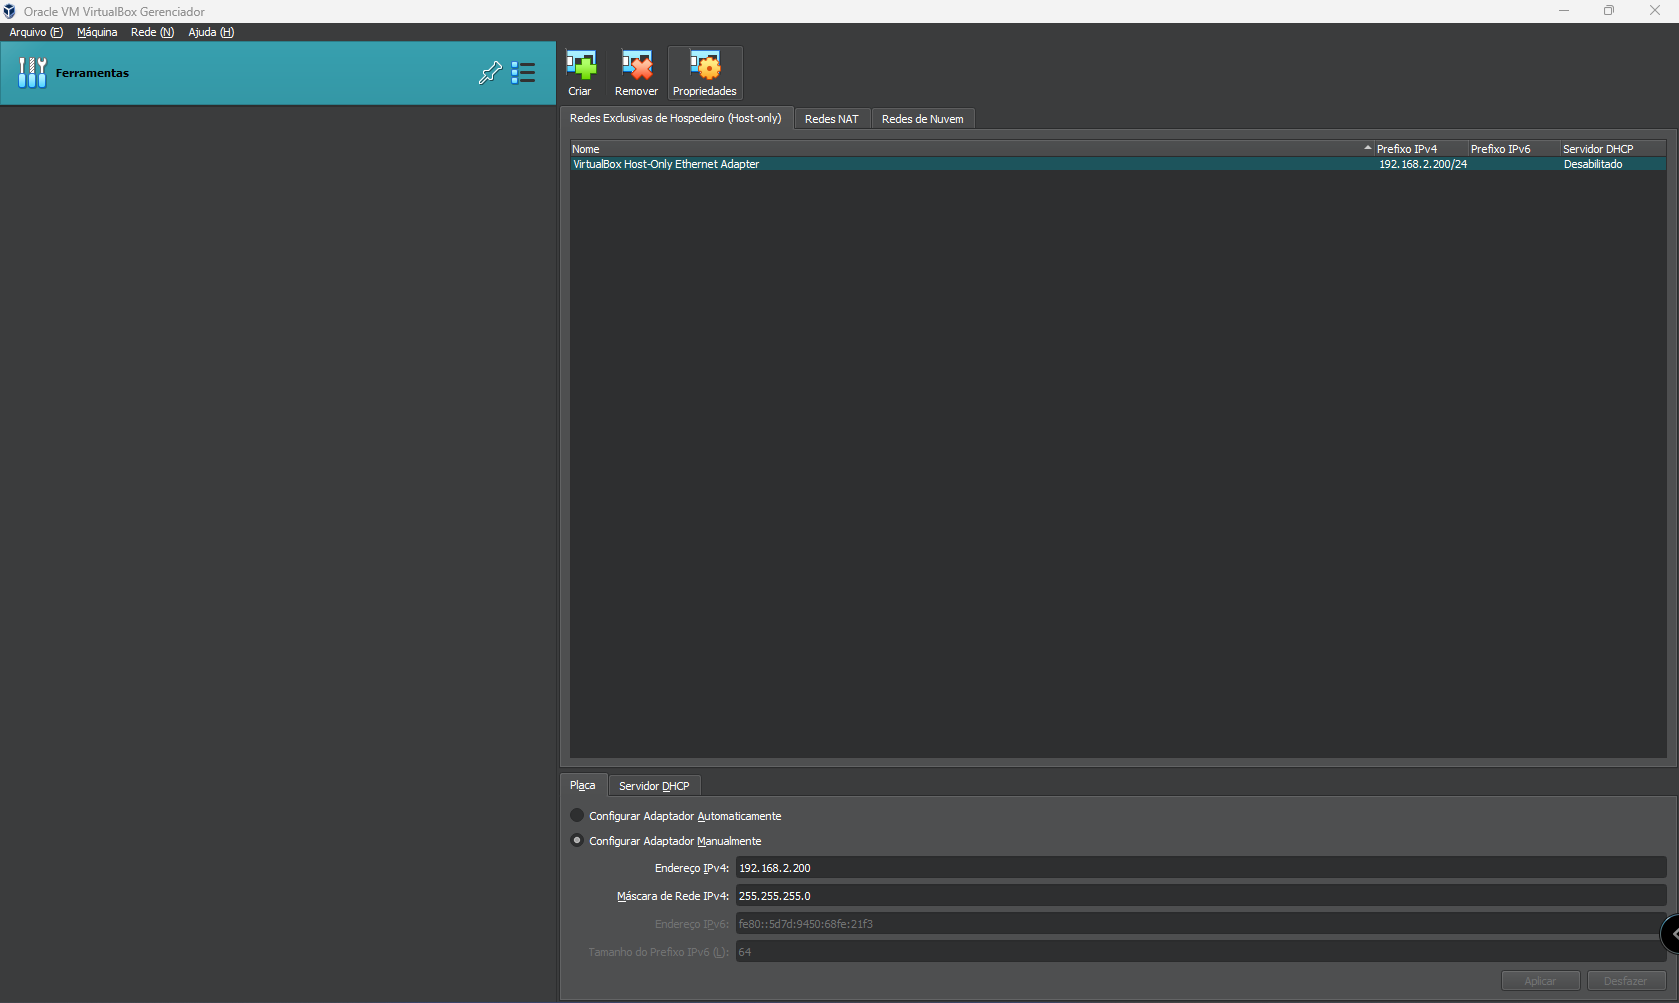 Oracle VM VirtualBox Gerenciador
Arquivo (F) Máquina Rede (N) Ajuda (H)
Ferramentas
Criar Remover Propriedades
Redes Exclusivas de Hospedeiro (Host-only) Redes NAT Redes de Nuvem
Nome Prefixo IPv4 Prefixo IPv6 Servidor DHCP
VirtualBox Host-Only Ethernet Adapter 192.168.2.200/24 Desabilitado
Placa Servidor DHCP
Configurar Adaptador Automaticamente
Configurar Adaptador Manualmente
Endereço IPv4: 192.168.2.200
Máscara de Rede IPv4: 255.255.255.0
Endereço IPv6: fe80::5d7d:9450:68fe:21f3
Tamanho do Prefixo IPv6 (L): 64
Aplicar Desfazer